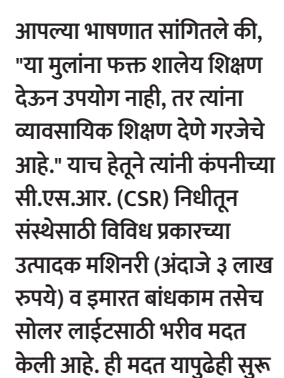 आपल्या भाषणात सांगितले की,
"या मुलांना फक्त शालेय शिक्षण
देऊन उपयोग नाही, तर त्यांना
व्यावसायिक शिक्षण देणे गरजेचे
आहे." याच हेतूने त्यांनी कंपनीच्या
सी.एस.आर. (CSR) निधीतून
संस्थेसाठी विविध प्रकारच्या
उत्पादक मशिनरी (अंदाजे ३ लाख
रुपये) व इमारत बांधकाम तसेच
सोलर लाईटसाठी भरीव मदत
केली आहे. ही मदत यापुढेही सुरू